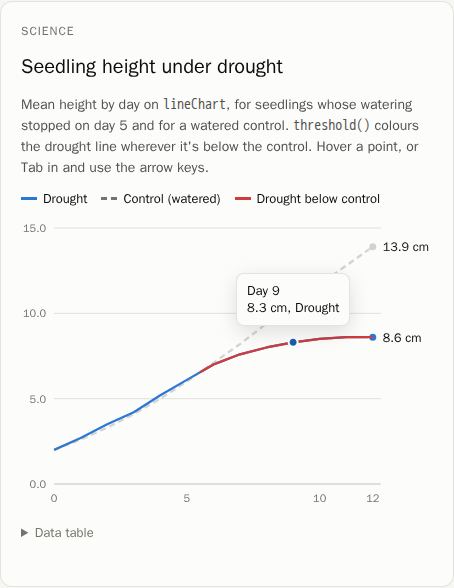 SCIENCE
Seedling height under drought
Mean height by day on lineChart, for seedlings whose watering
stopped on day 5 and for a watered control. threshold() colours
the drought line wherever it's below the control. Hover a point, or
Tab in and use the arrow keys.
Drought Control (watered) Drought below control
15.0
13.9 cm
Day 9
8.3 cm, Drought
10.0
8.6 cm
5.0
0.0
0 5 10 12
Data table